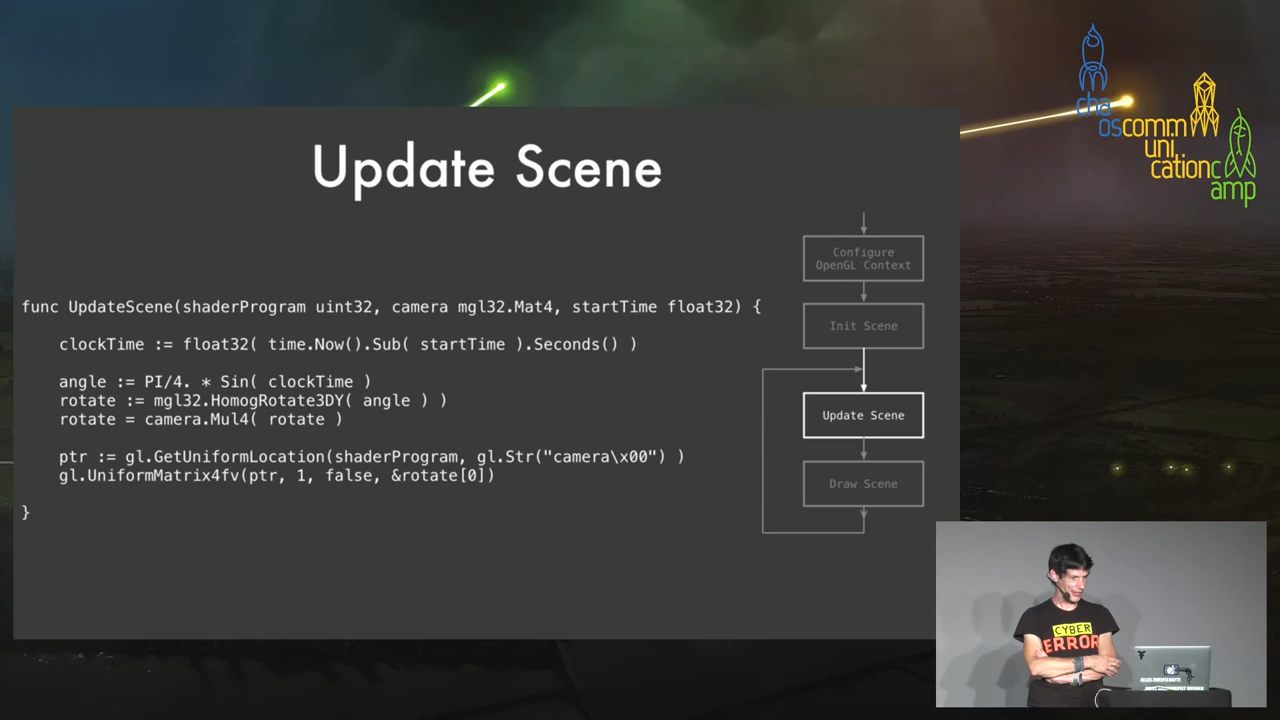 Update Scene
func UpdateScene(shaderProgram uint32, camera mgl32.Mat4, startTime float32) {
clockTime := float32( time.Now().Sub( startTime ).Seconds() )
angle := PI/4. * Sin( clockTime )
rotate := mgl32.HomogRotate3DY( angle ) )
rotate = camera.Mul4( rotate )
ptr := gl.GetUniformLocation(shaderProgram, gl.Str("camera\x00") )
gl.UniformMatrix4fv(ptr, 1, false, &rotate[0])
}
Configure
OpenGL Context
Init Scene
Update Scene
Draw Scene
cha
oscomm
uni
cationc
amp
CYBER
ERROR
ALLES ZWEIFELHAFTE